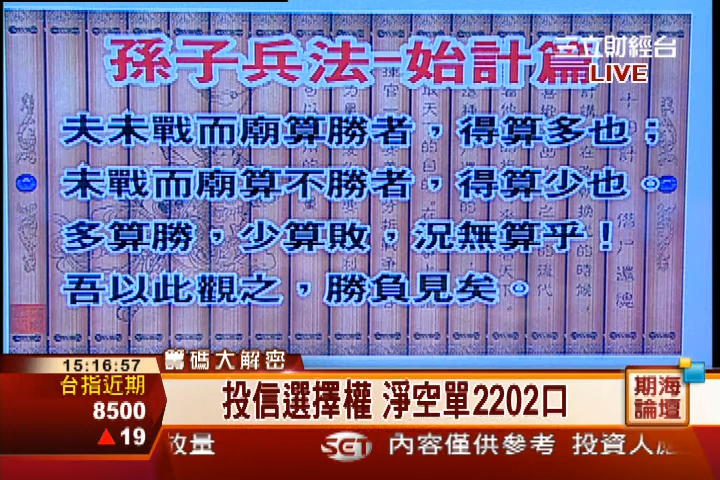 孫子兵法-始計篇
三立財經台
LIVE
夫未戰而廟算勝者，得算多也；
未戰而廟算不勝者，得算少也。
多算勝，少算敗，況無算乎！
吾以此觀之，勝負見矣。
15:16:57
籌碼大解密
台指近期
8500
▲19
投信選擇權 淨空單2202口
期海
論壇
放量
SET 內容僅供參考 投資人應